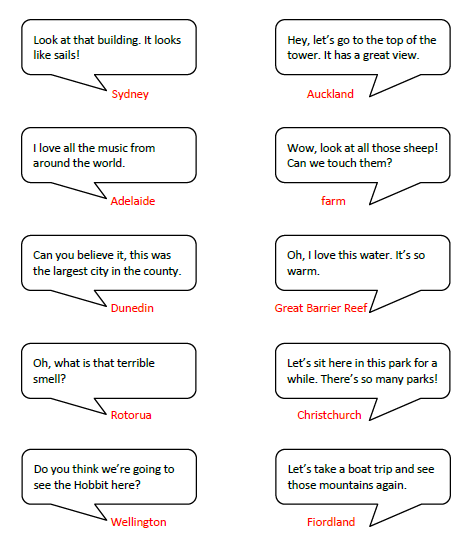 Look at that building. It looks
like sails!
Sydney
Hey, let's go to the top of the
tower. It has a great view.
Auckland
I love all the music from
around the world.
Adelaide
Wow, look at all those sheep!
Can we touch them?
farm
Can you believe it, this was
the largest city in the county.
Dunedin
Oh, I love this water. It's so
warm.
Great Barrier Reef
Oh, what is that terrible
smell?
Rotorua
Let's sit here in this park for a
while. There's so many parks!
Christchurch
Do you think we're going to
see the Hobbit here?
Wellington
Let's take a boat trip and see
those mountains again.
Fiordland